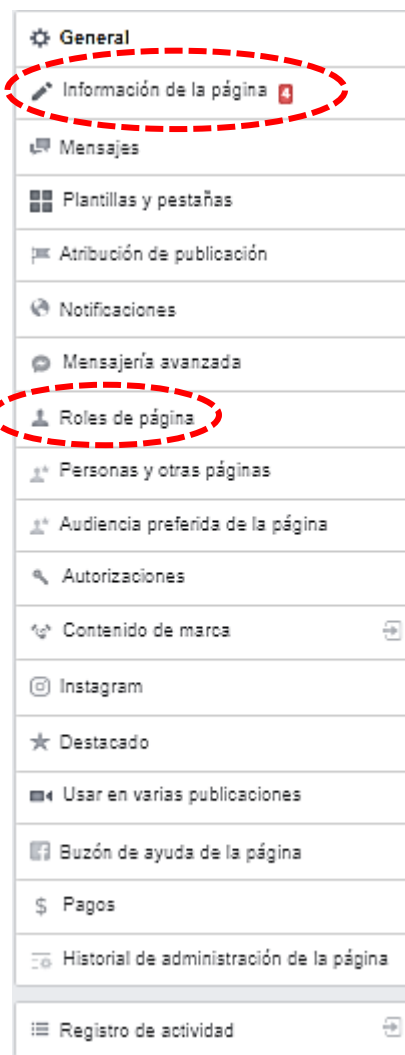 General
Información de la página 4
Mensajes
Plantillas y pestañas
Atribución de publicación
Notificaciones
Mensajería avanzada
Roles de página
Personas y otras páginas
Audiencia preferida de la página
Autorizaciones
Contenido de marca
Instagram
Destacado
Usar en varias publicaciones
Buzón de ayuda de la página
$ Pagos
Historial de administración de la página
Registro de actividad